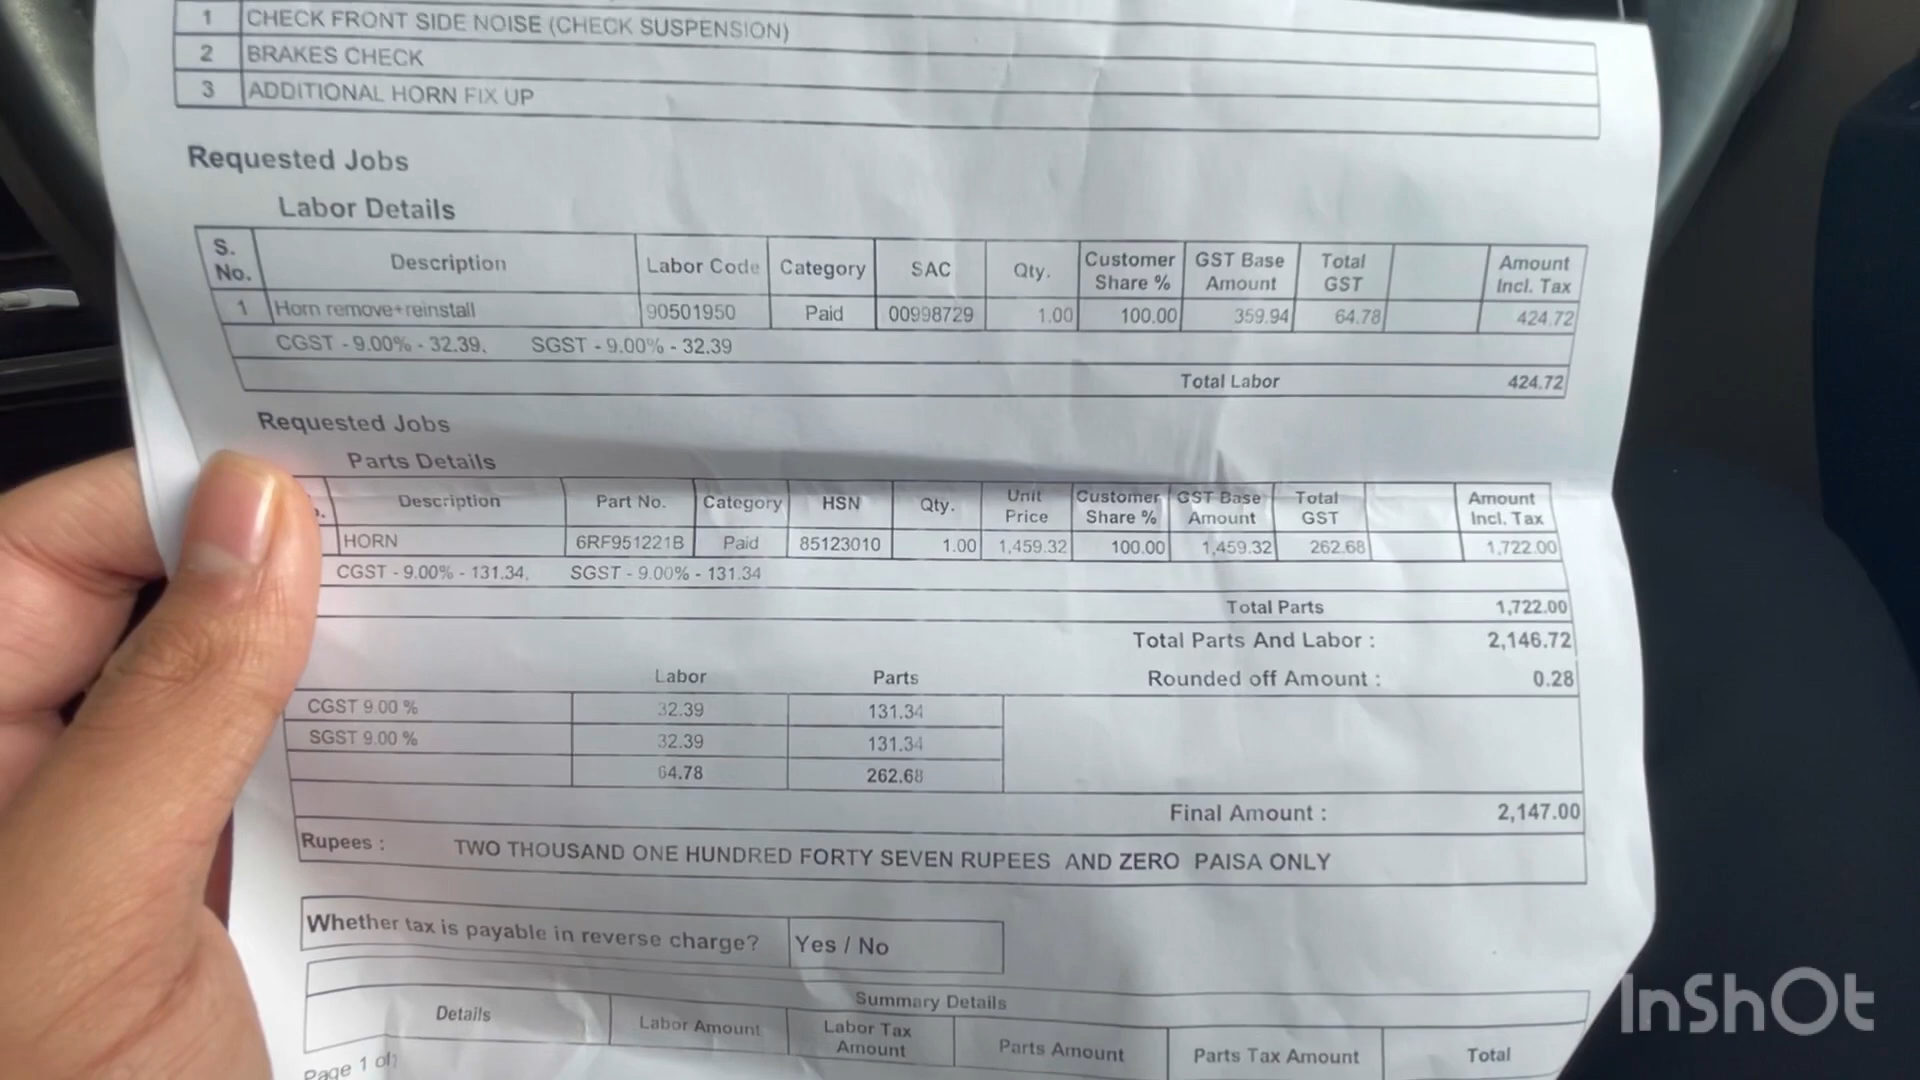 1 CHECK FRONT SIDE NOISE (CHECK SUSPENSION)
2 BRAKES CHECK
3 ADDITIONAL HORN FIX UP
Requested Jobs
Labor Details
S. No. Description Labor Code Category SAC Qty. Customer Share % GST Base Amount Total GST Amount Incl. Tax
1 Horn remove+reinstall 90501950 Paid 00998729 1.00 100.00 359.94 64.78 424.72
CGST - 9.00% - 32.39, SGST - 9.00% - 32.39
Total Labor 424.72
Requested Jobs
Parts Details
Description Part No. Category HSN Qty. Unit Price Customer Share % GST Base Amount Total GST Amount Incl. Tax
HORN 6RF951221B Paid 85123010 1.00 1,459.32 100.00 1,459.32 262.68 1,722.00
CGST - 9.00% - 131.34, SGST - 9.00% - 131.34
Total Parts 1,722.00
Total Parts And Labor : 2,146.72
Labor Parts Rounded off Amount : 0.28
CGST 9.00 % 32.39 131.34
SGST 9.00 % 32.39 131.34
64.78 262.68
Final Amount : 2,147.00
Rupees : TWO THOUSAND ONE HUNDRED FORTY SEVEN RUPEES AND ZERO PAISA ONLY
Whether tax is payable in reverse charge? Yes / No
Summary Details
Details Labor Amount Labor Tax Amount Parts Amount Parts Tax Amount Total
Page 1 of
InShOt